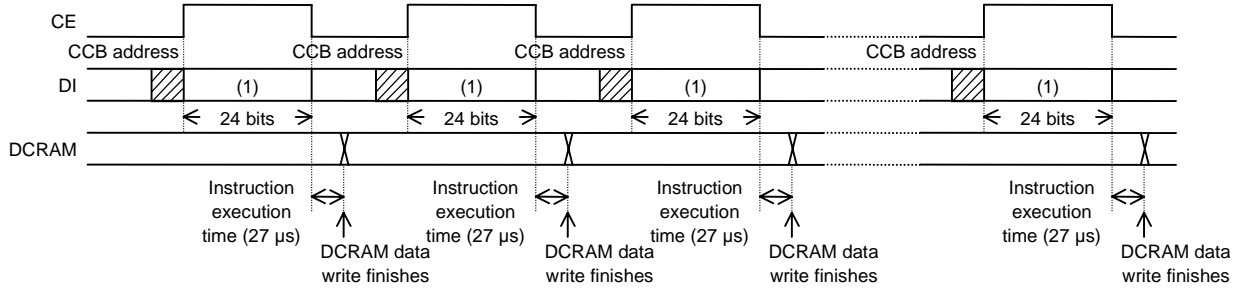 CE
CCB address CCB address CCB address CCB address
DI (1) (1) (1) (1)
24 bits 24 bits 24 bits 24 bits
DCRAM
Instruction Instruction Instruction Instruction
execution execution execution execution
time (27 µs) time (27 µs) time (27 µs) time (27 µs)
DCRAM data DCRAM data DCRAM data DCRAM data
write finishes write finishes write finishes write finishes